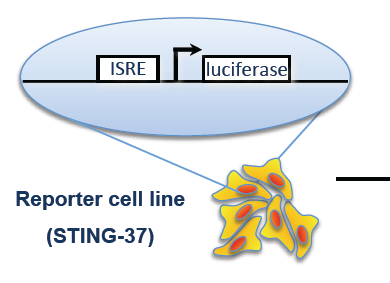 ISRE luciferase
Reporter cell line
(STING-37)